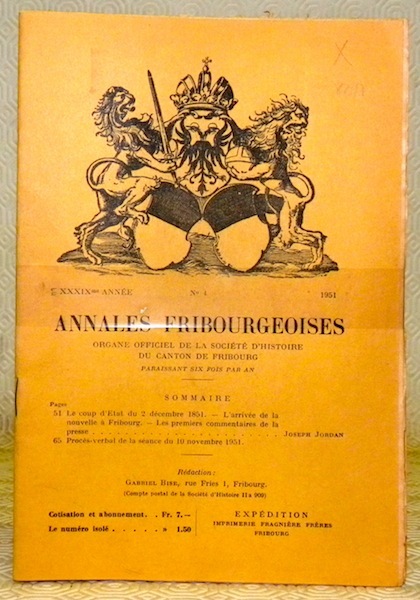 XXXIXme ANNÉE No 4 1951
ANNALES FRIBOURGEOISES
ORGANE OFFICIEL DE LA SOCIÉTÉ D'HISTOIRE
DU CANTON DE FRIBOURG
PARAISSANT SIX FOIS PAR AN
SOMMAIRE
Pages
51 Le coup d'Etat du 2 décembre 1851. — L'arrivée de la
nouvelle à Fribourg. — Les premiers commentaires de la
presse . . . . . . . . . . . . . . . . . . . . . JOSEPH JORDAN
65 Procès-verbal de la séance du 10 novembre 1951.
Rédaction :
GABRIEL BISE, rue Fries 1, Fribourg.
(Compte postal de la Société d'Histoire IIa 909)
Cotisation et abonnement. . Fr. 7.—
Le numéro isolé . . . . . » 1.50
EXPÉDITION
IMPRIMERIE FRAGNIÈRE FRÈRES
FRIBOURG